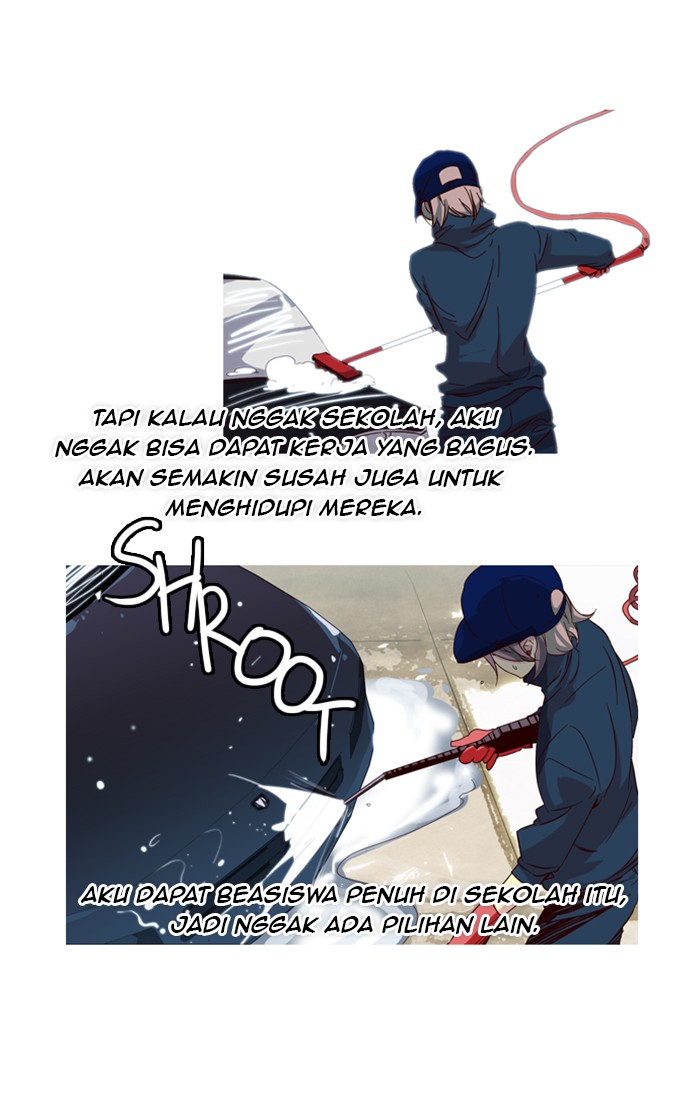 TAPI KALAU NGGAK SEKOLAH, AKU
NGGAK BISA DAPAT KERJA YANG BAGUS.
AKAN SEMAKIN SUSAH JUGA UNTUK
MENGHIDUPI MEREKA.
SHROOT
AKU DAPAT BEASISWA PENUH DI SEKOLAH ITU,
JADI NGGAK ADA PILIHAN LAIN.